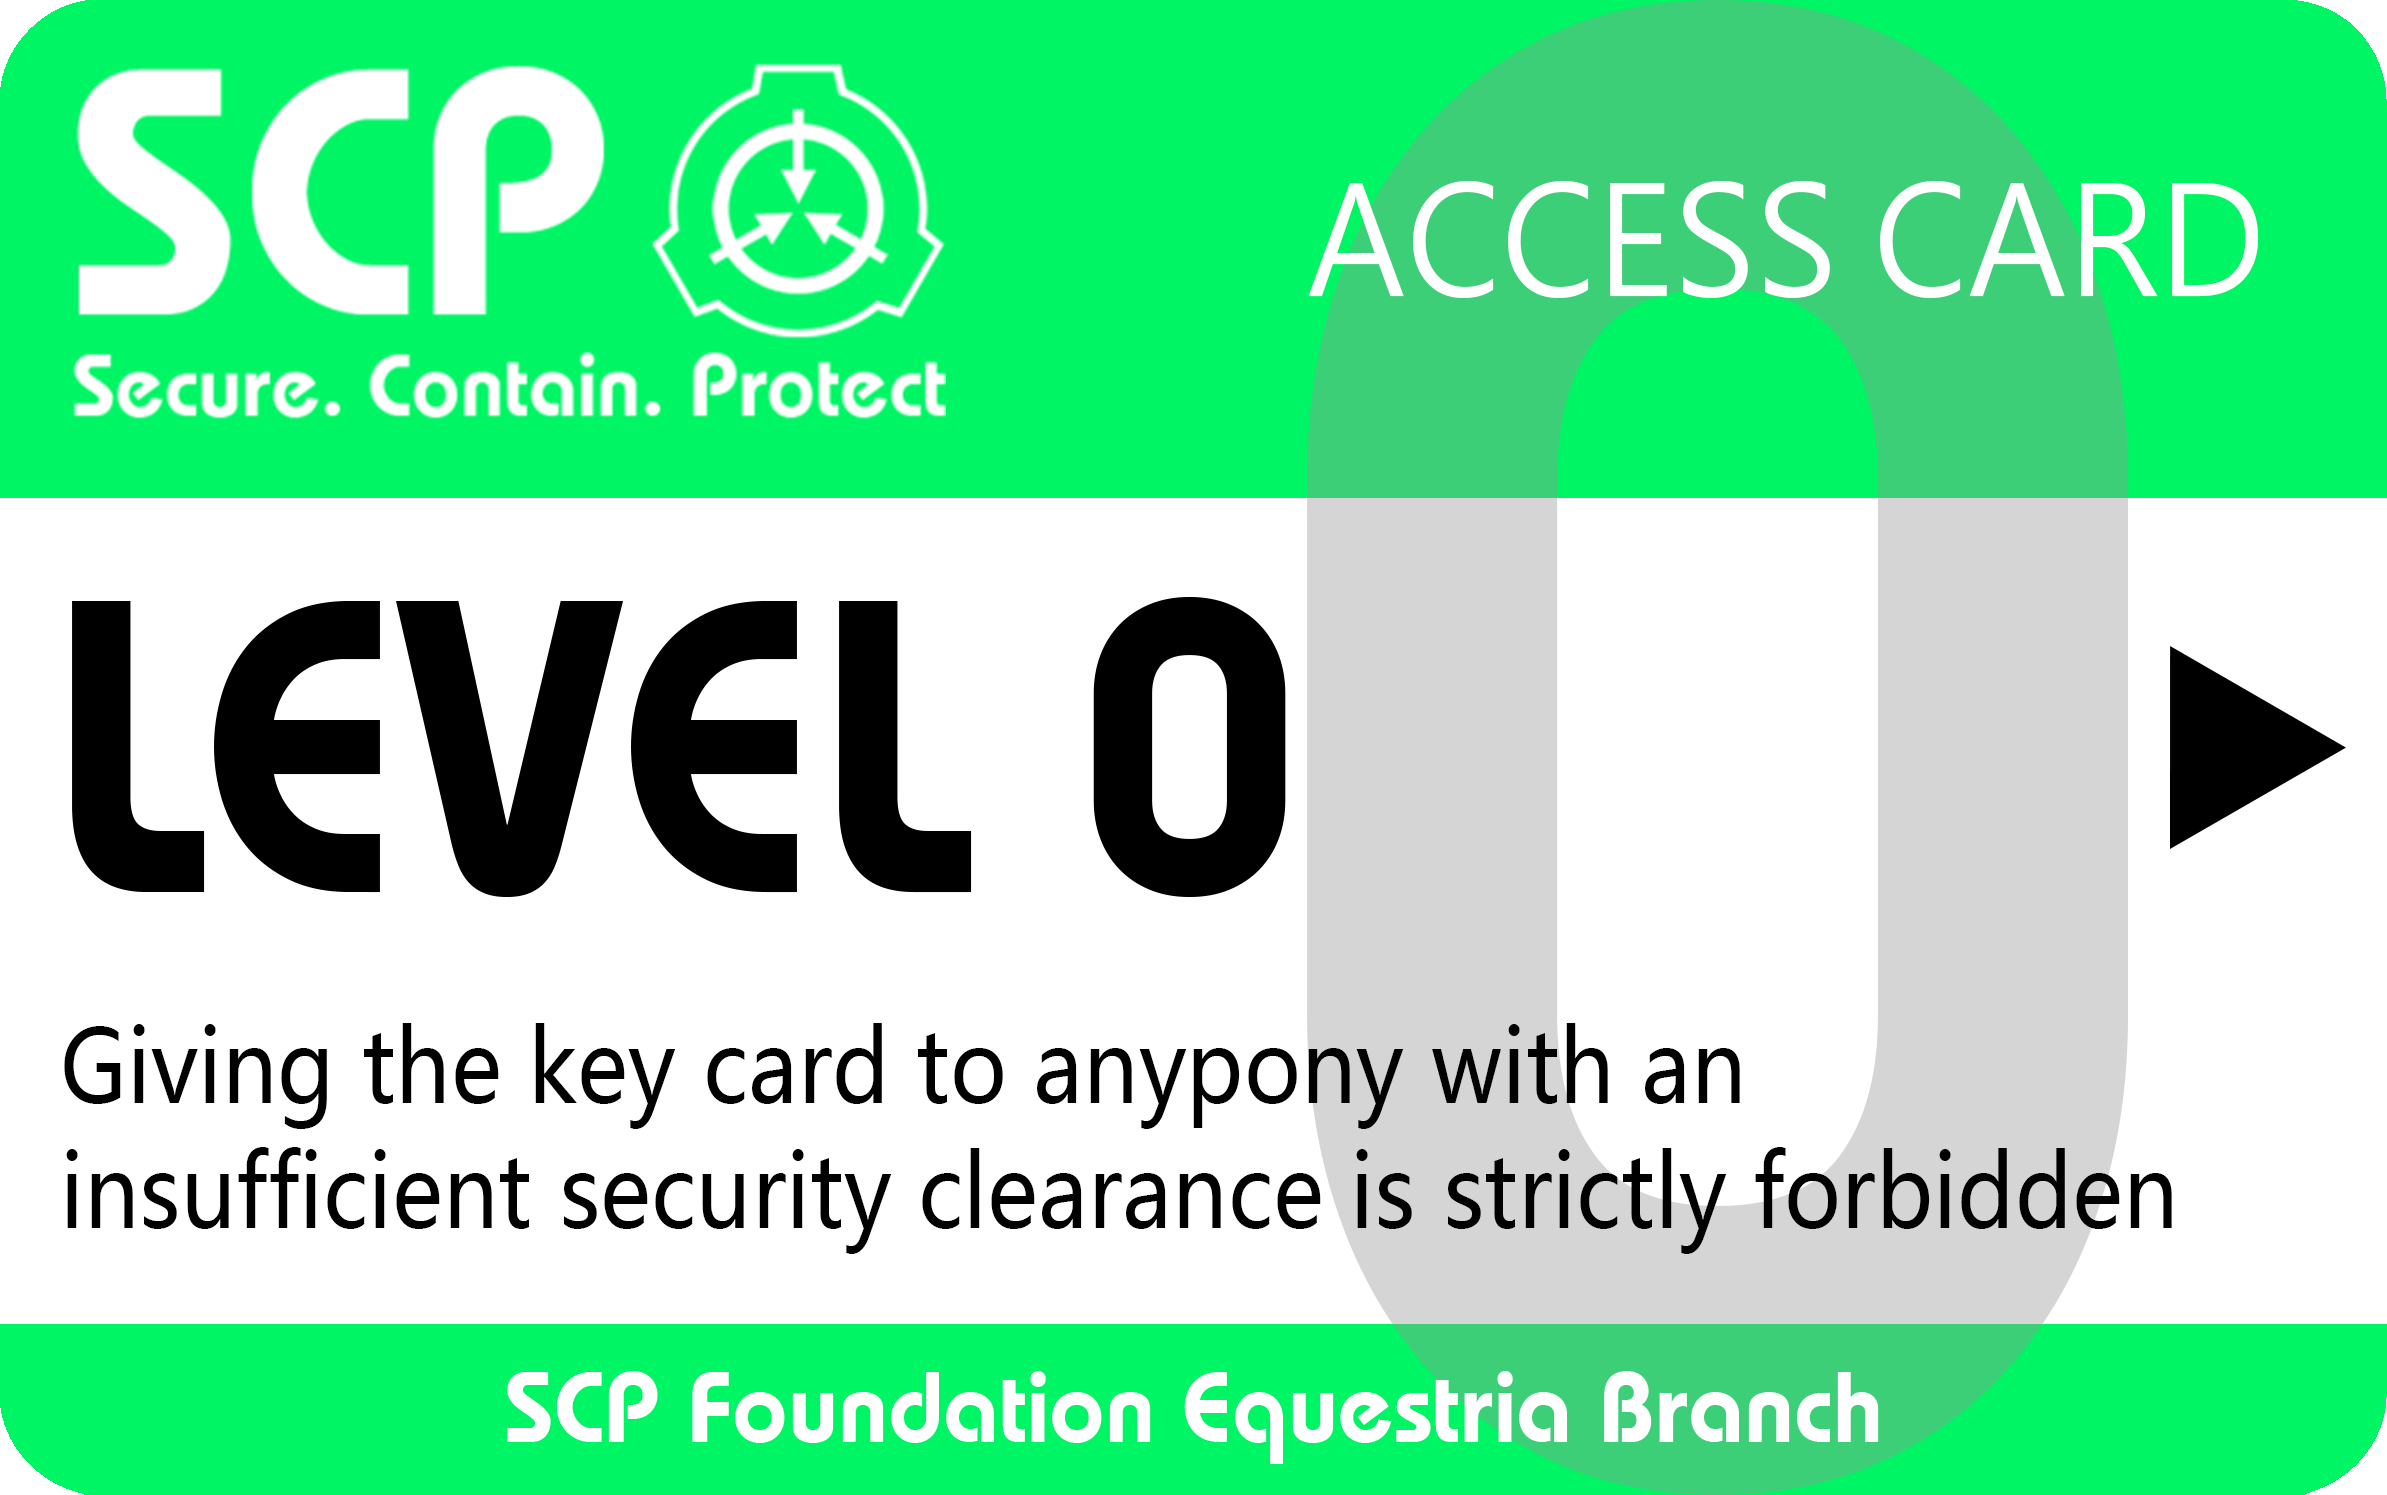 SCP
Secure. Contain. Protect
ACCESS CARD
0
LEVEL 0
Giving the key card to anypony with an
insufficient security clearance is strictly forbidden
SCP Foundation Equestria Branch